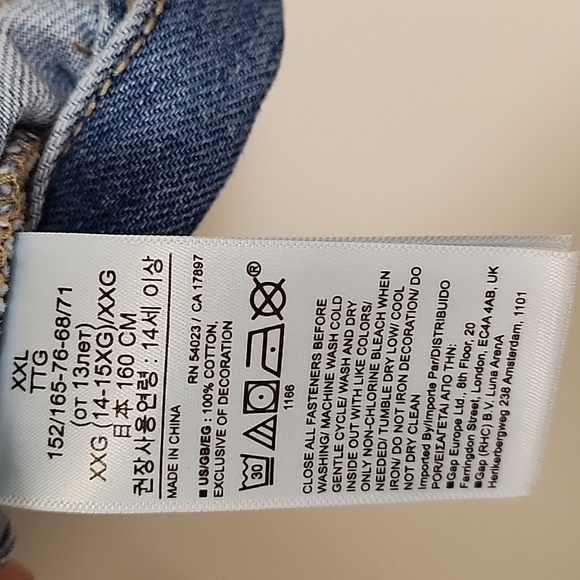 XXL
TTG
152/165-76-68/71
(от 13лет)
XXG (14-15XG)/XXG
日本 160 CM
권장사용연령 : 14세 이상
MADE IN CHINA
RN 54023 / CA 17897
■ US/GB/EG : 100% COTTON,
EXCLUSIVE OF DECORATION
30
®
1166
CLOSE ALL FASTENERS BEFORE
WASHING/ MACHINE WASH COLD
GENTLE CYCLE/ WASH AND DRY
INSIDE OUT WITH LIKE COLORS/
ONLY NON-CHLORINE BLEACH WHEN
NEEDED/ TUMBLE DRY LOW/ COOL
IRON/ DO NOT IRON DECORATION, DO
NOT DRY CLEAN
Imported By/Importe Per/DISTRIBUIDO
POR/ΕΙΣΑΓΕΤΑΙ ΑΠΟ ΤΗΝ:
■Gap Europe Ltd., 8th Floor, 20
Farringdon Street, London, EC4A 4AB, UK
■Gap (RHC) B.V. Luna ArenA
Herikerbergweg 238 Amsterdam, 1101